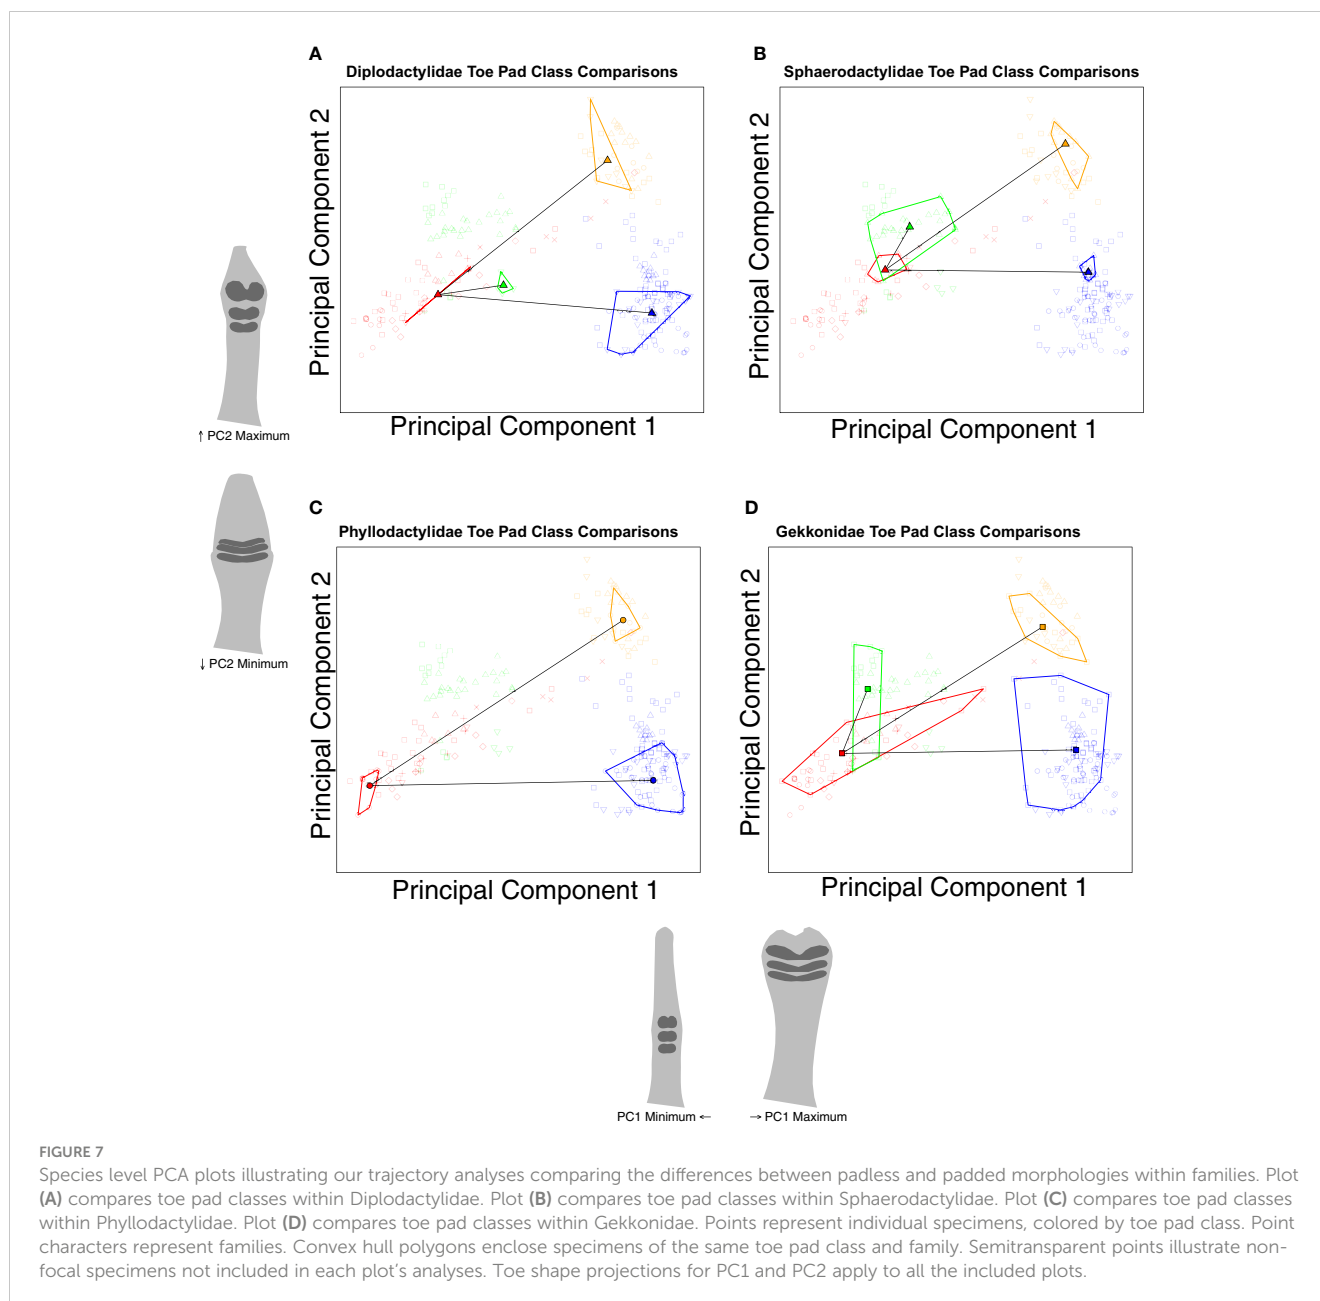 A
Diplodactylidae Toe Pad Class Comparisons
Principal Component 2
Principal Component 1
B
Sphaerodactylidae Toe Pad Class Comparisons
Principal Component 2
Principal Component 1
↑ PC2 Maximum
↓ PC2 Minimum
C
Phyllodactylidae Toe Pad Class Comparisons
Principal Component 2
Principal Component 1
D
Gekkonidae Toe Pad Class Comparisons
Principal Component 2
Principal Component 1
PC1 Minimum ←
→ PC1 Maximum
FIGURE 7
Species level PCA plots illustrating our trajectory analyses comparing the differences between padless and padded morphologies within families. Plot
(A) compares toe pad classes within Diplodactylidae. Plot (B) compares toe pad classes within Sphaerodactylidae. Plot (C) compares toe pad classes
within Phyllodactylidae. Plot (D) compares toe pad classes within Gekkonidae. Points represent individual specimens, colored by toe pad class. Point
characters represent families. Convex hull polygons enclose specimens of the same toe pad class and family. Semitransparent points illustrate non-
focal specimens not included in each plot's analyses. Toe shape projections for PC1 and PC2 apply to all the included plots.